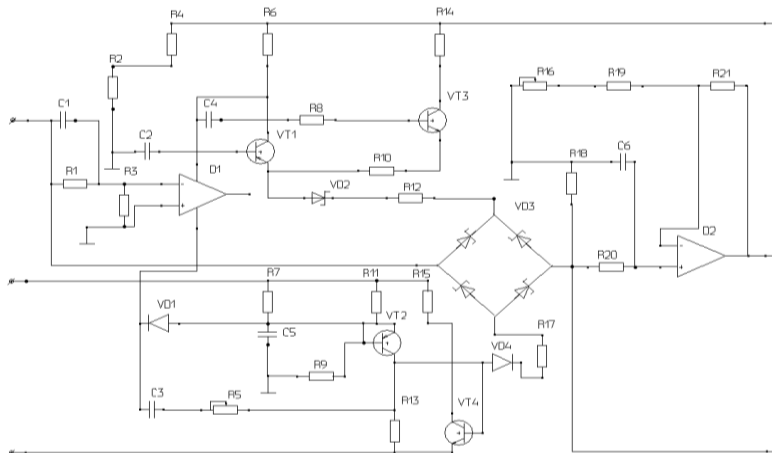 R4
R6
R14
R2
C1
C4
R8
VT3
R16
R19
R21
C2
VT1
R18
C6
R1
R3
D1
R10
VD2
R12
VD3
D2
R20
R7
R11
R15
VD1
C5
VT2
R17
R9
VD4
C3
R5
R13
VT4